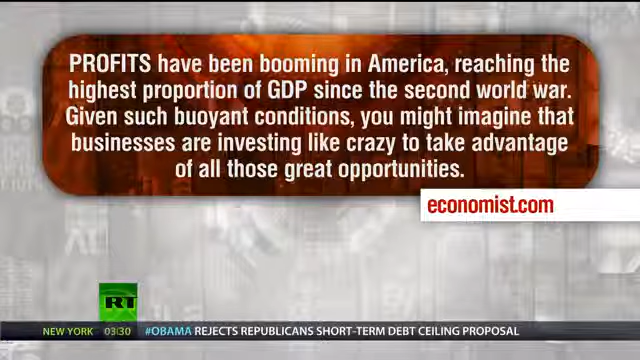 PROFITS have been booming in America, reaching the
highest proportion of GDP since the second world war.
Given such buoyant conditions, you might imagine that
businesses are investing like crazy to take advantage
of all those great opportunities.
economist.com
RT
NEW YORK 03:30 #OBAMA REJECTS REPUBLICANS SHORT-TERM DEBT CEILING PROPOSAL